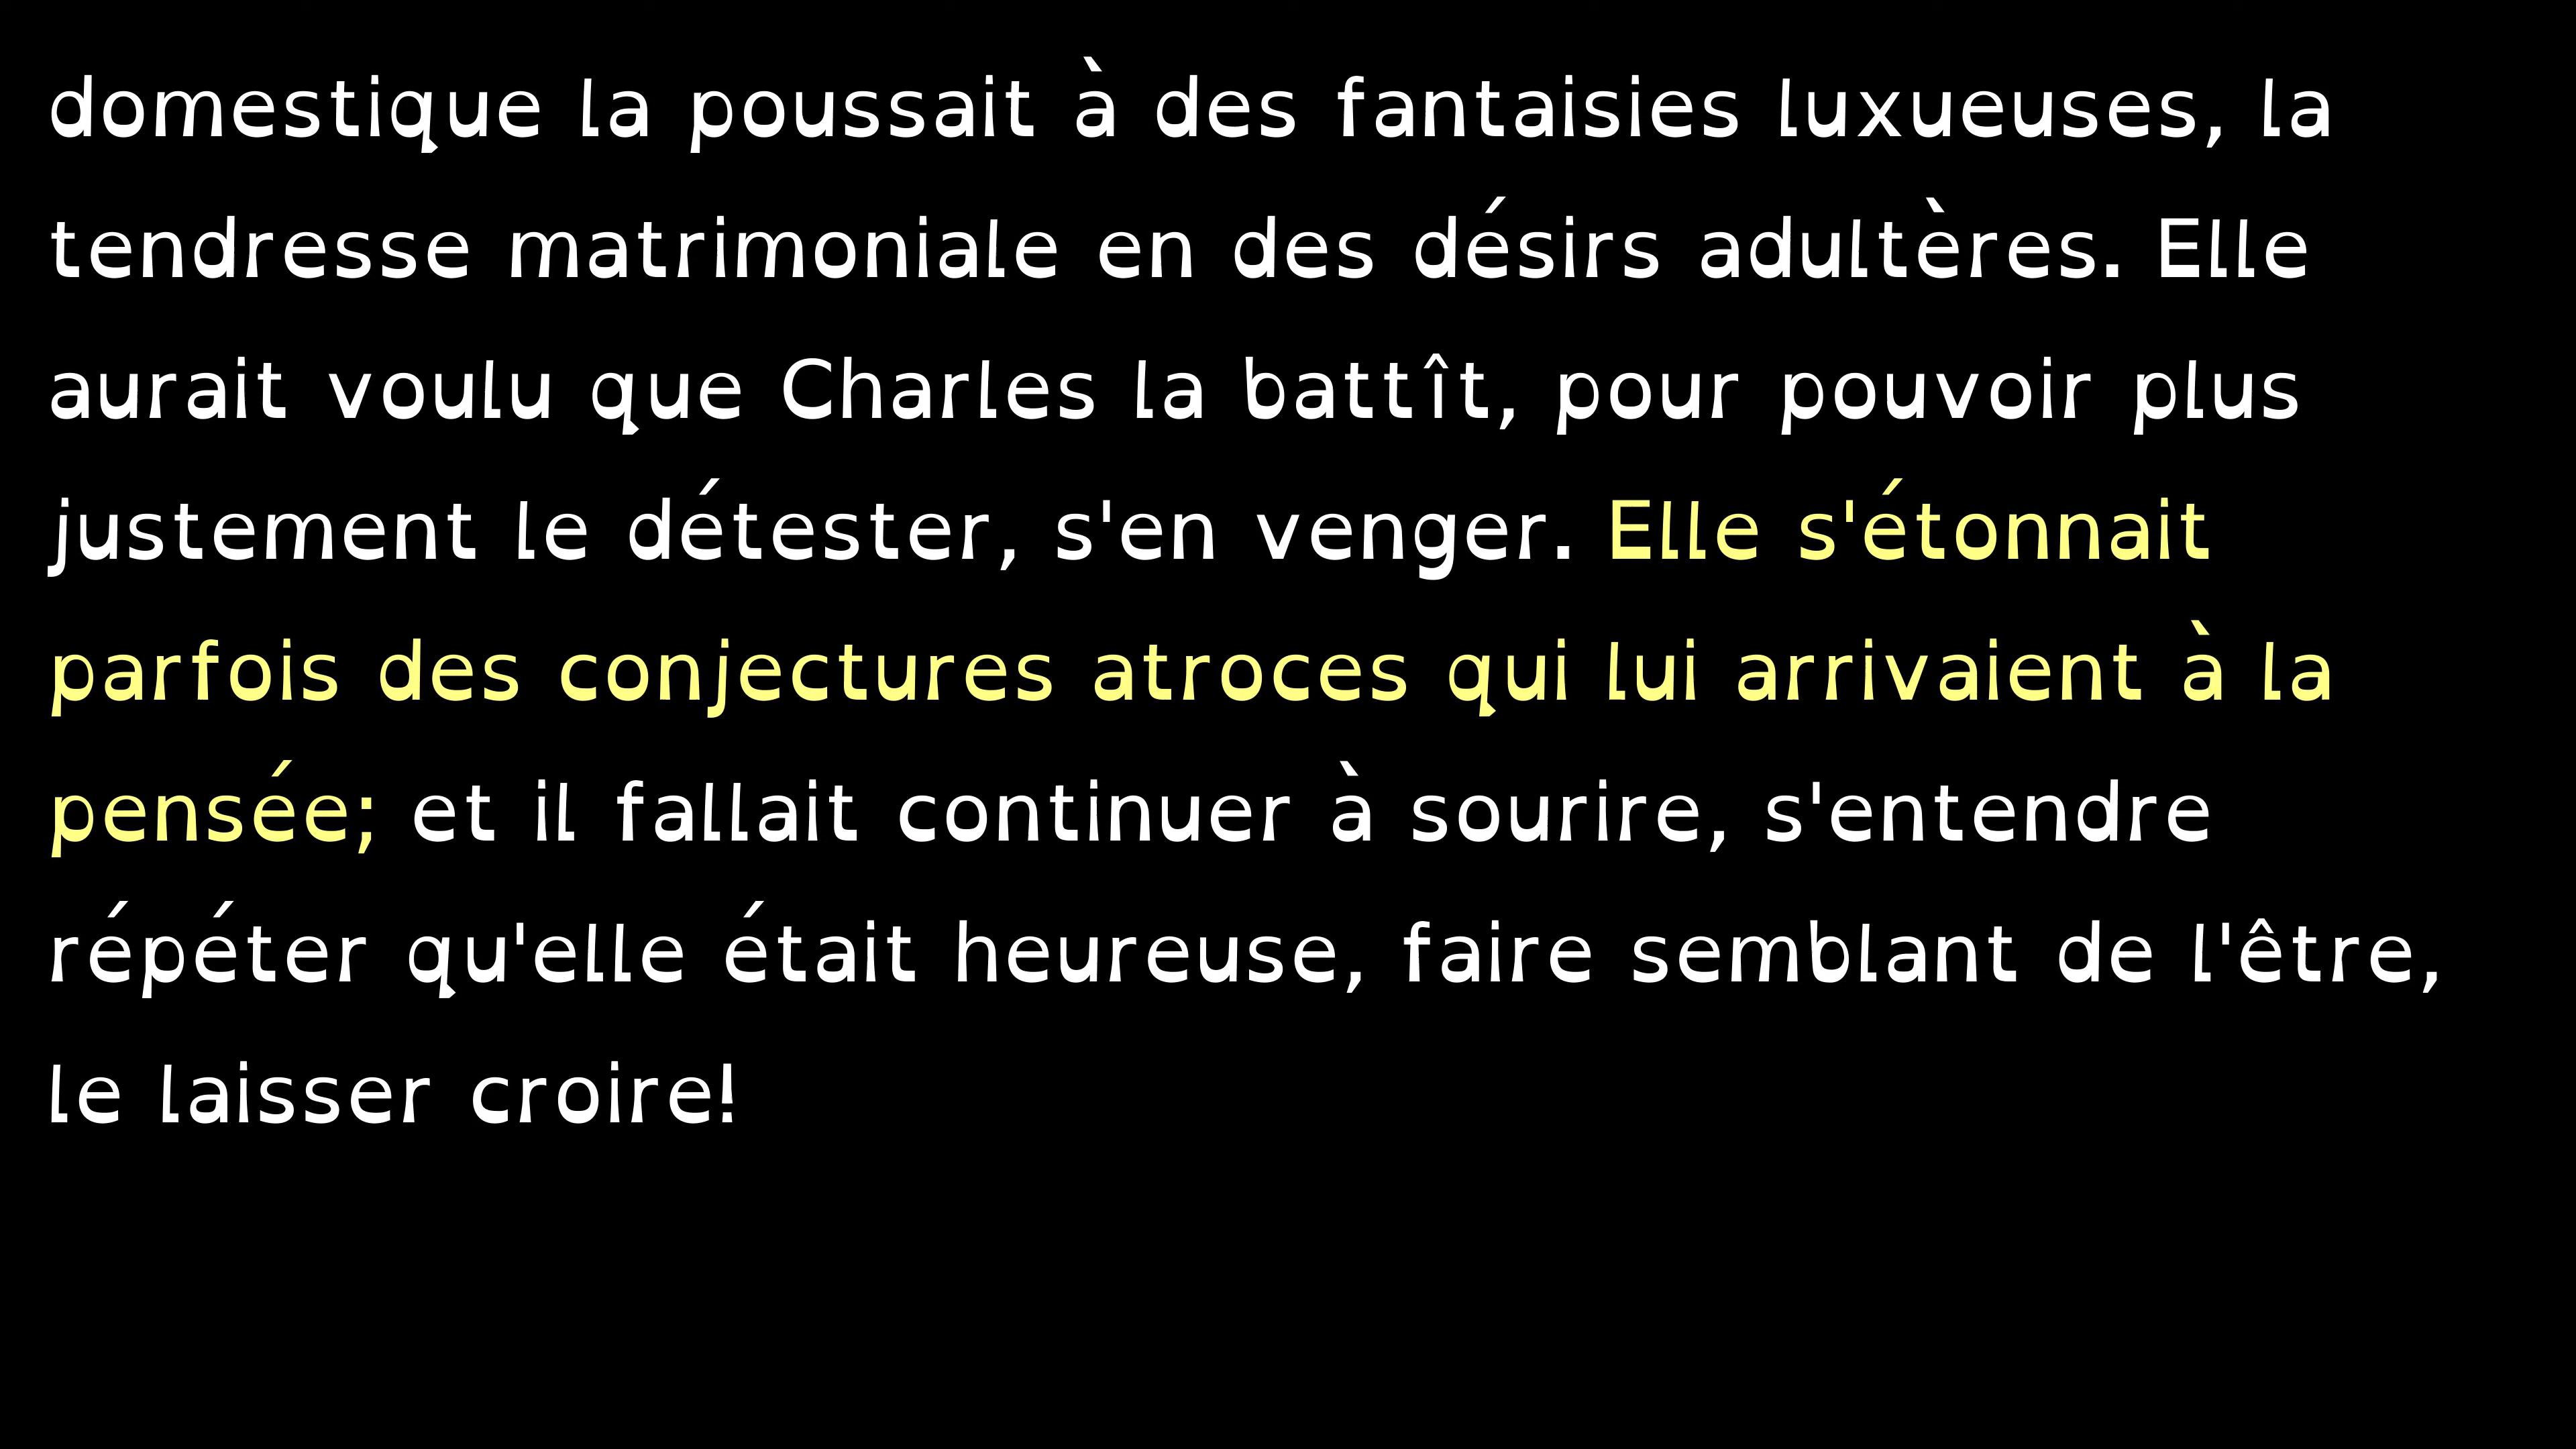 domestique la poussait à des fantaisies luxueuses, la
tendresse matrimoniale en des désirs adultères. Elle
aurait voulu que Charles la battît, pour pouvoir plus
justement le détester, s'en venger. Elle s'étonnait
parfois des conjectures atroces qui lui arrivaient à la
pensée; et il fallait continuer à sourire, s'entendre
répéter qu'elle était heureuse, faire semblant de l'être,
le laisser croire!